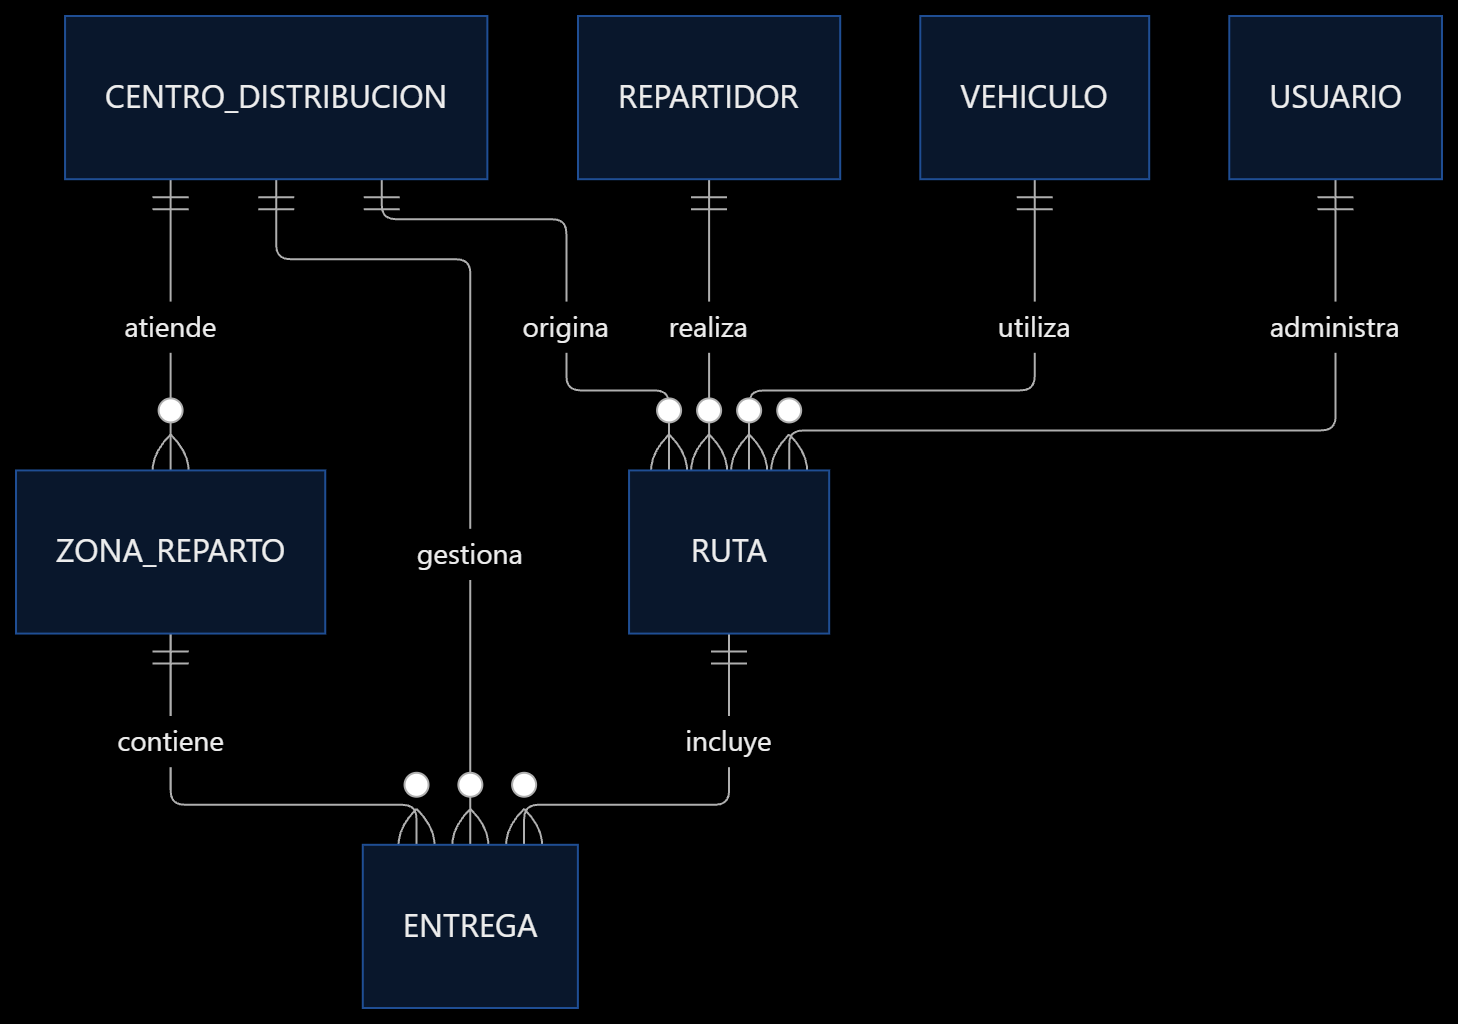 CENTRO_DISTRIBUCION
REPARTIDOR
VEHICULO
USUARIO
atiende
origina
realiza
utiliza
administra
ZONA_REPARTO
gestiona
RUTA
contiene
incluye
ENTREGA